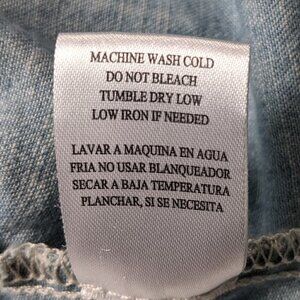 MACHINE WASH COLD
DO NOT BLEACH
TUMBLE DRY LOW
LOW IRON IF NEEDED
LAVAR A MAQUINA EN AGUA
FRIA NO USAR BLANQUEADOR
SECAR A BAJA TEMPERATURA
PLANCHAR, SI SE NECESITA